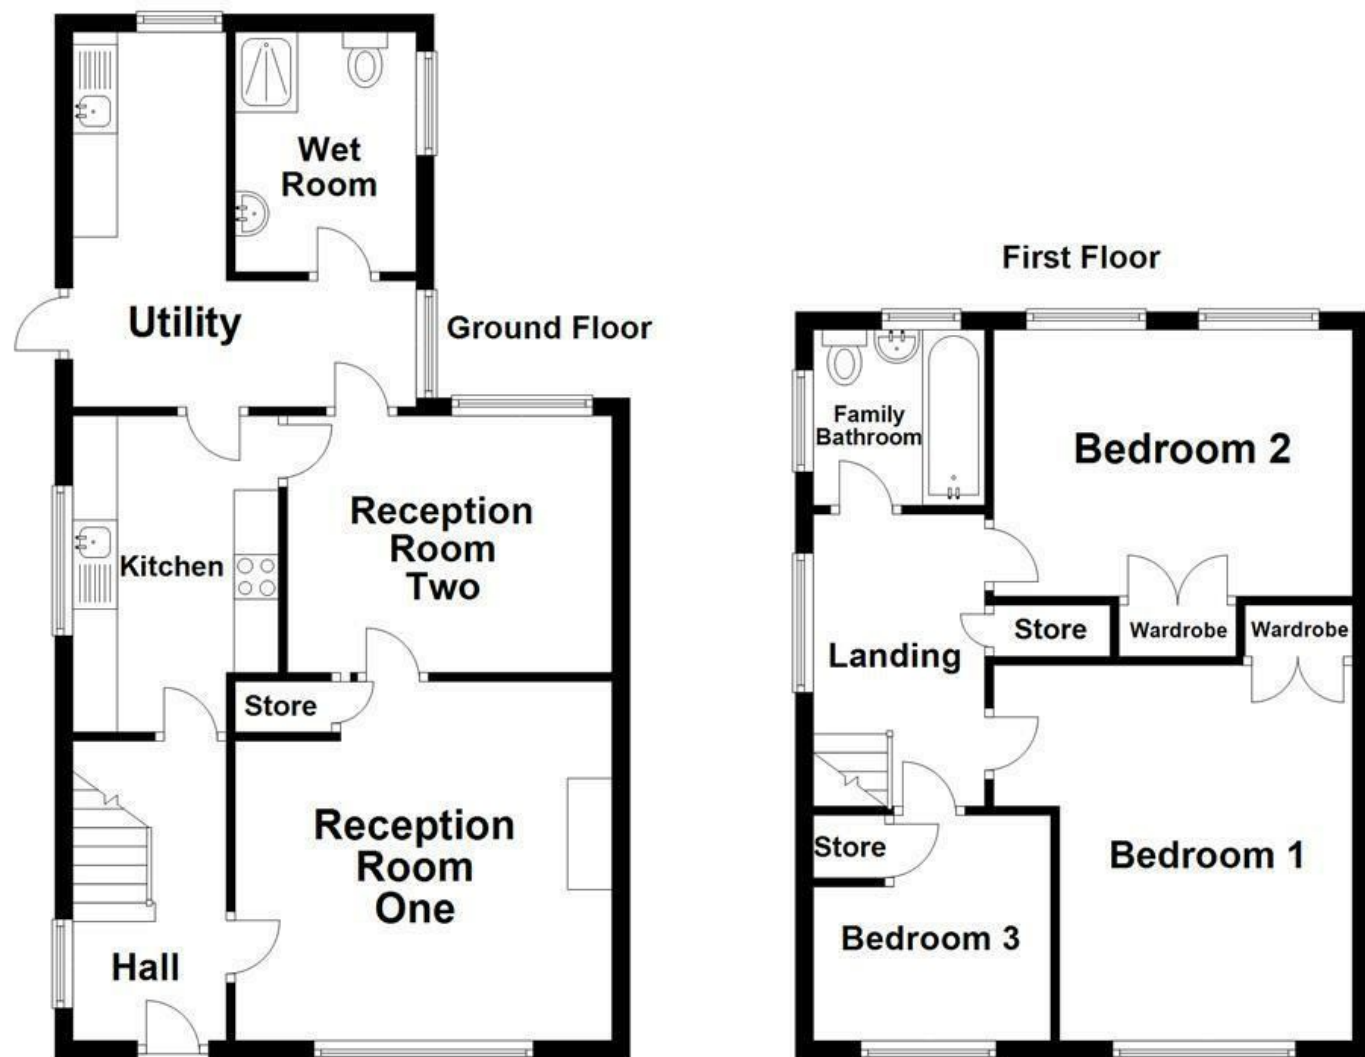 Wet
Room
Utility
Ground Floor
Reception
Room
Two
Kitchen
Store
Reception
Room
One
Hall
First Floor
Family
Bathroom
Bedroom 2
Store
Wardrobe
Wardrobe
Landing
Store
Bedroom 1
Bedroom 3